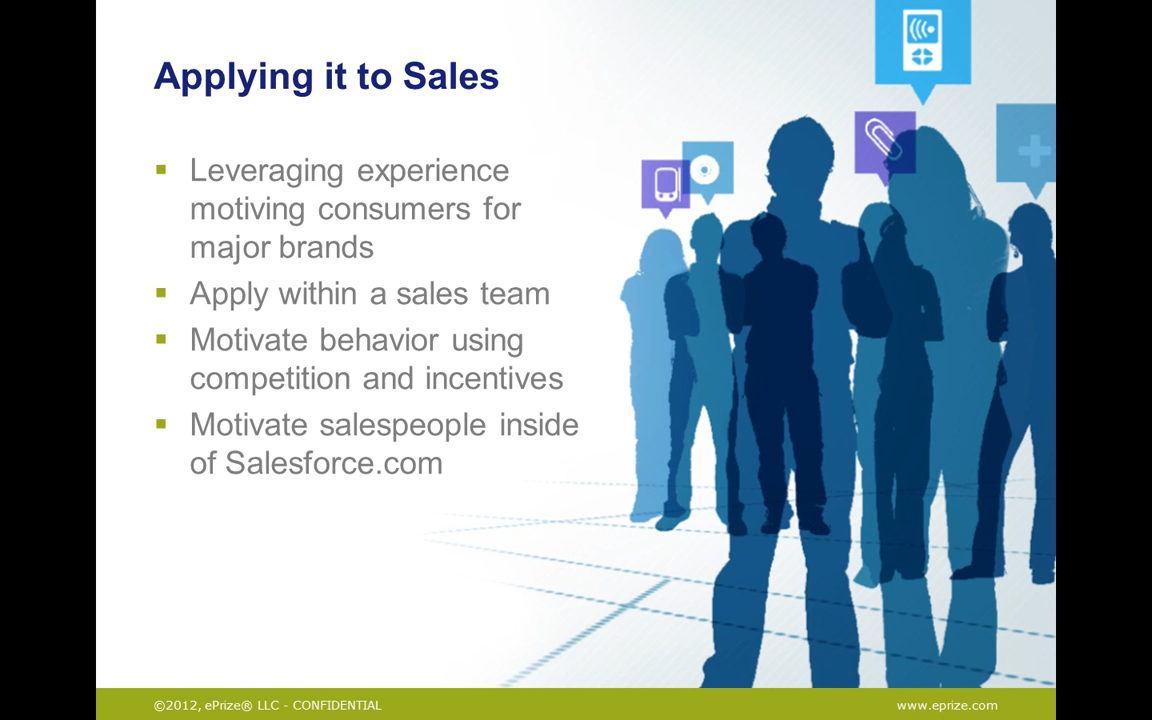 Applying it to Sales
▪ Leveraging experience
motiving consumers for
major brands
▪ Apply within a sales team
▪ Motivate behavior using
competition and incentives
▪ Motivate salespeople inside
of Salesforce.com
©2012, ePrize® LLC - CONFIDENTIAL
www.eprize.com